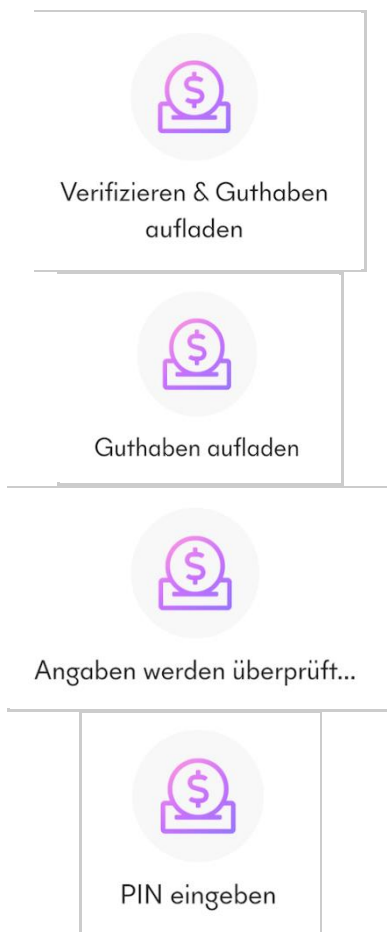 $
Verifizieren & Guthaben
aufladen
$
Guthaben aufladen
$
Angaben werden überprüft...
$
PIN eingeben